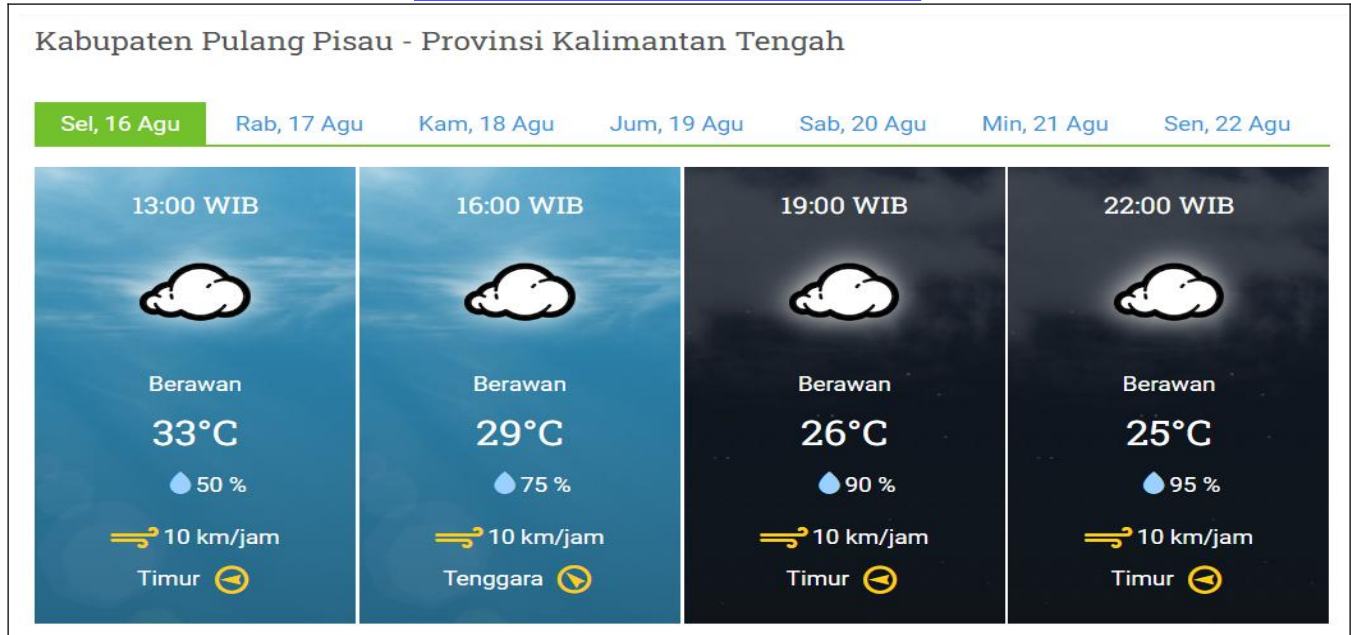 Kabupaten Pulang Pisau - Provinsi Kalimantan Tengah
Sel, 16 Agu Rab, 17 Agu Kam, 18 Agu Jum, 19 Agu Sab, 20 Agu Min, 21 Agu Sen, 22 Agu
13:00 WIB 16:00 WIB 19:00 WIB 22:00 WIB
Berawan Berawan Berawan Berawan
33°C 29°C 26°C 25°C
50 % 75 % 90 % 95 %
10 km/jam 10 km/jam 10 km/jam 10 km/jam
Timur Tenggara Timur Timur